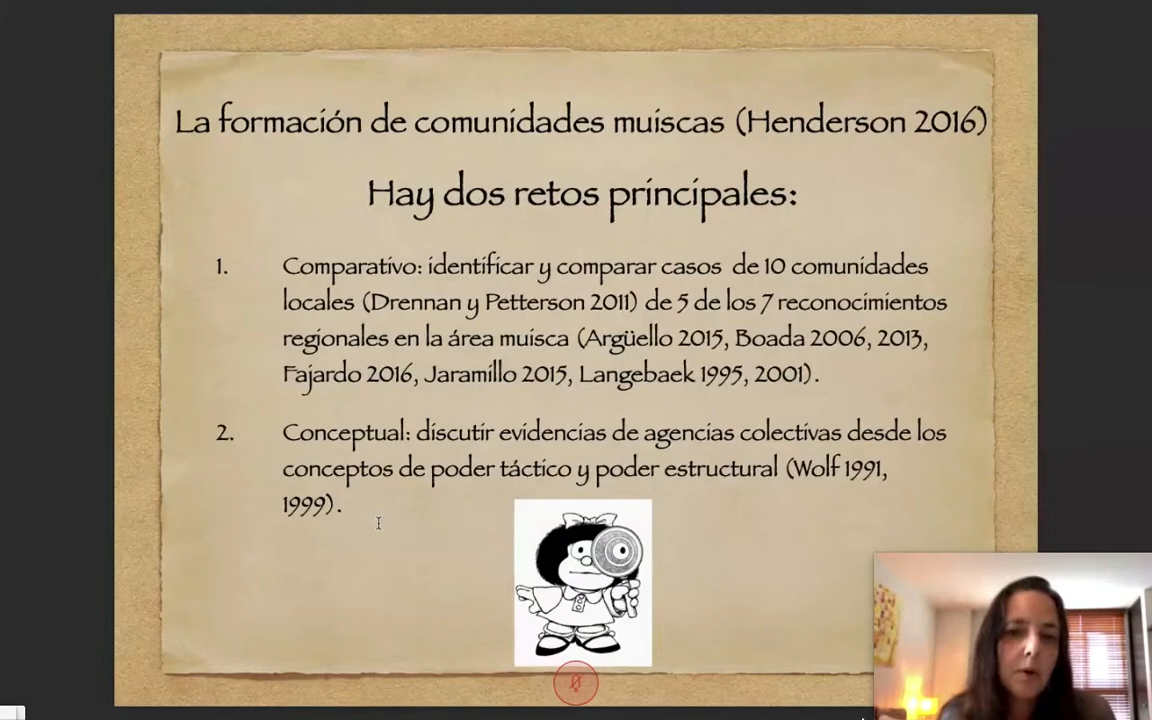 La formación de comunidades muiscas (Henderson 2016)
Hay dos retos principales:
1. Comparativo: identificar y comparar casos de 10 comunidades
locales (Drennan y Petterson 2011) de 5 de los 7 reconocimientos
regionales en la área muisca (Argüello 2015, Boada 2006, 2013,
Fajardo 2016, Jaramillo 2015, Langebaek 1995, 2001).
2. Conceptual: discutir evidencias de agencias colectivas desde los
conceptos de poder táctico y poder estructural (Wolf 1991,
1999).